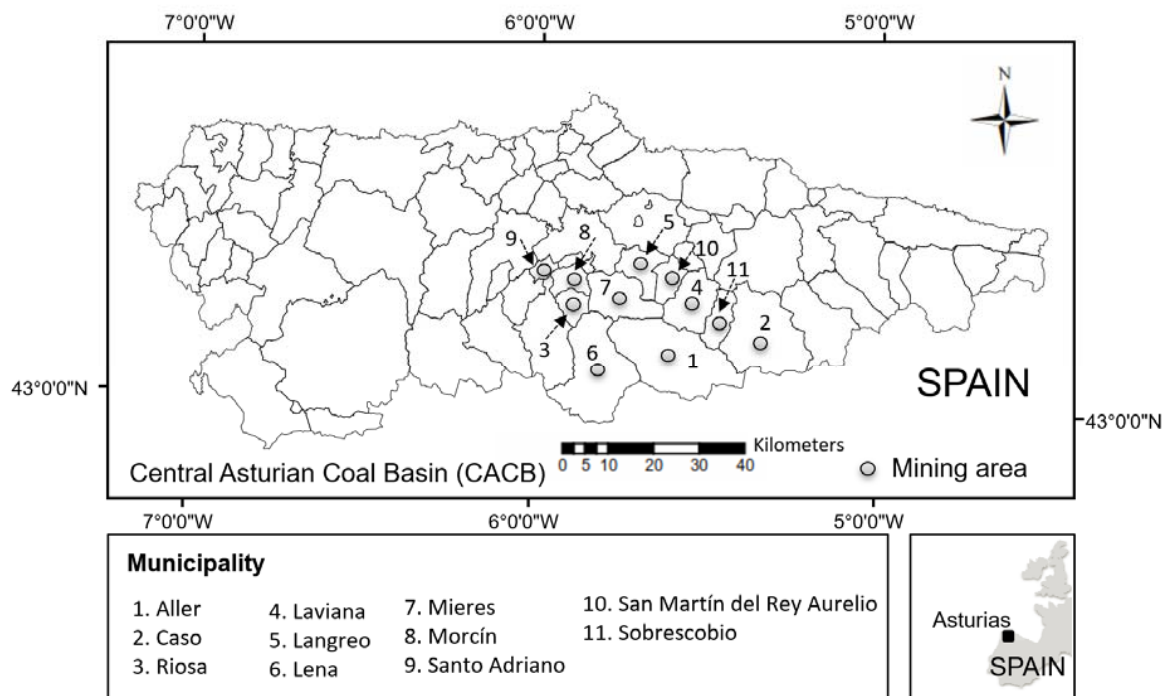 7°0'0"W 6°0'0"W 5°0'0"W
N
5
9 8 10
11
7 4
2
3 6 1
43°0'0"N
SPAIN
43°0'0"N
Kilometers
0 5 10 20 30 40
Central Asturian Coal Basin (CACB)
Mining area
7°0'0"W 6°0'0"W 5°0'0"W
Municipality
1. Aller
2. Caso
3. Riosa
4. Laviana
5. Langreo
6. Lena
7. Mieres
8. Morcín
9. Santo Adriano
10. San Martín del Rey Aurelio
11. Sobrescobio
Asturias
SPAIN